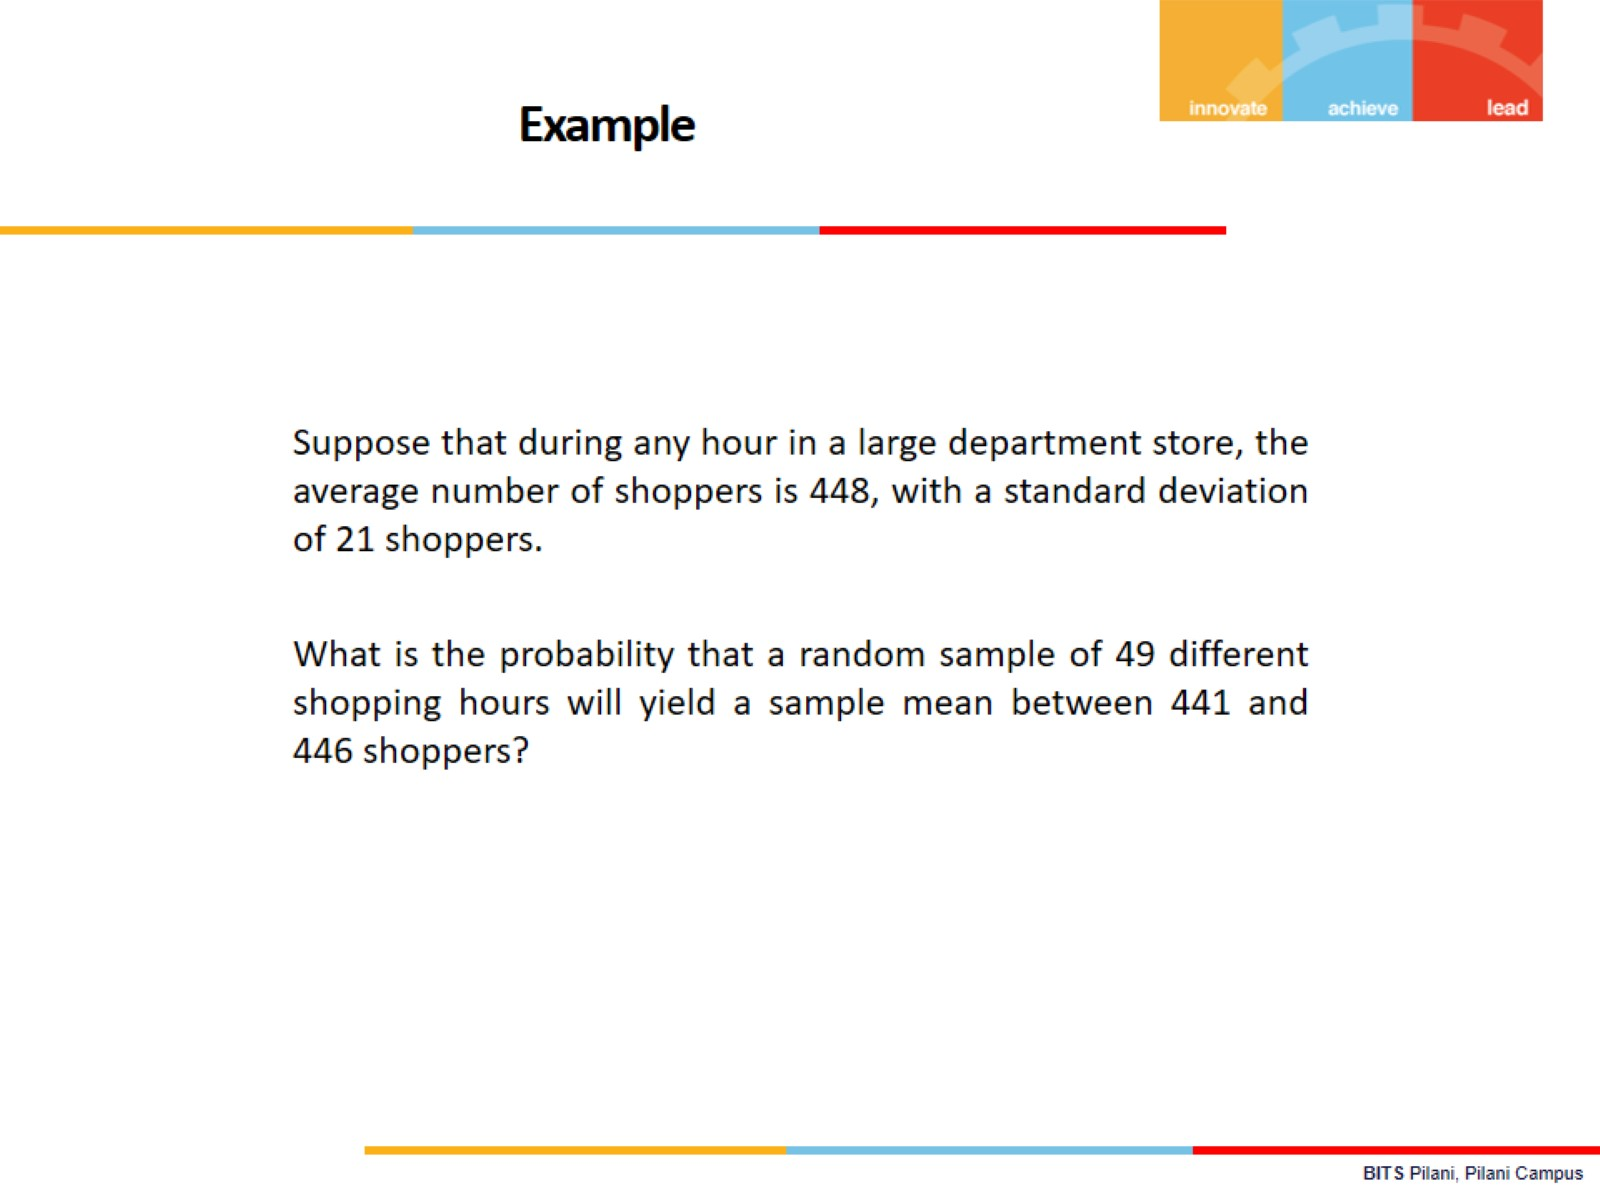 innovate achieve lead
Example
Suppose that during any hour in a large department store, the
average number of shoppers is 448, with a standard deviation
of 21 shoppers.
What is the probability that a random sample of 49 different
shopping hours will yield a sample mean between 441 and
446 shoppers?
BITS Pilani, Pilani Campus